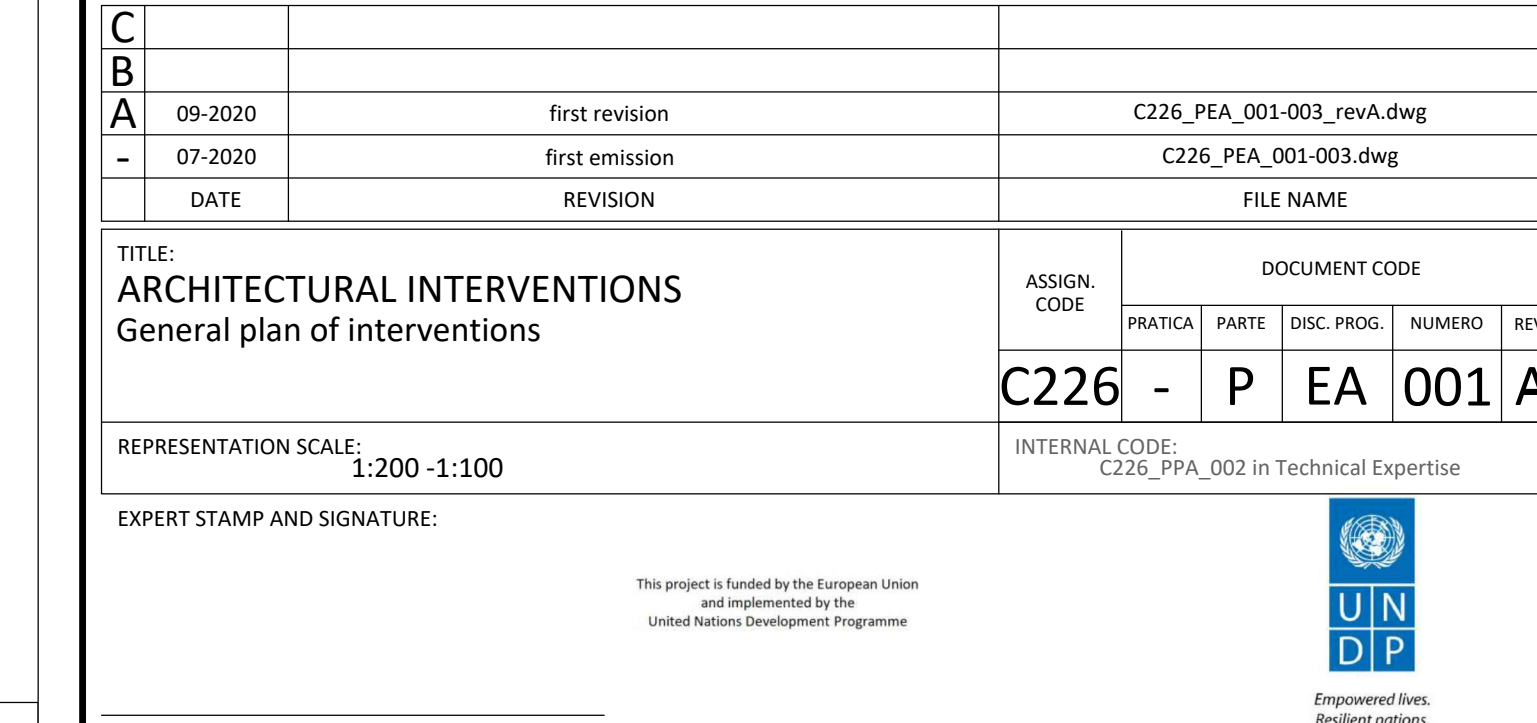 C
B
A 09-2020 first revision C226_PEA_001-003_revA.dwg
- 07-2020 first emission C226_PEA_001-003.dwg
DATE REVISION FILE NAME
TITLE:
ARCHITECTURAL INTERVENTIONS
General plan of interventions
ASSIGN.
CODE
DOCUMENT CODE
PRATICA PARTE DISC. PROG. NUMERO REV
C226 - P EA 001 A
REPRESENTATION SCALE:
1:200 -1:100
INTERNAL CODE:
C226_PPA_002 in Technical Expertise
EXPERT STAMP AND SIGNATURE:
This project is funded by the European Union
and implemented by the
United Nations Development Programme
U N
D P
Empowered lives.
Resilient nations.